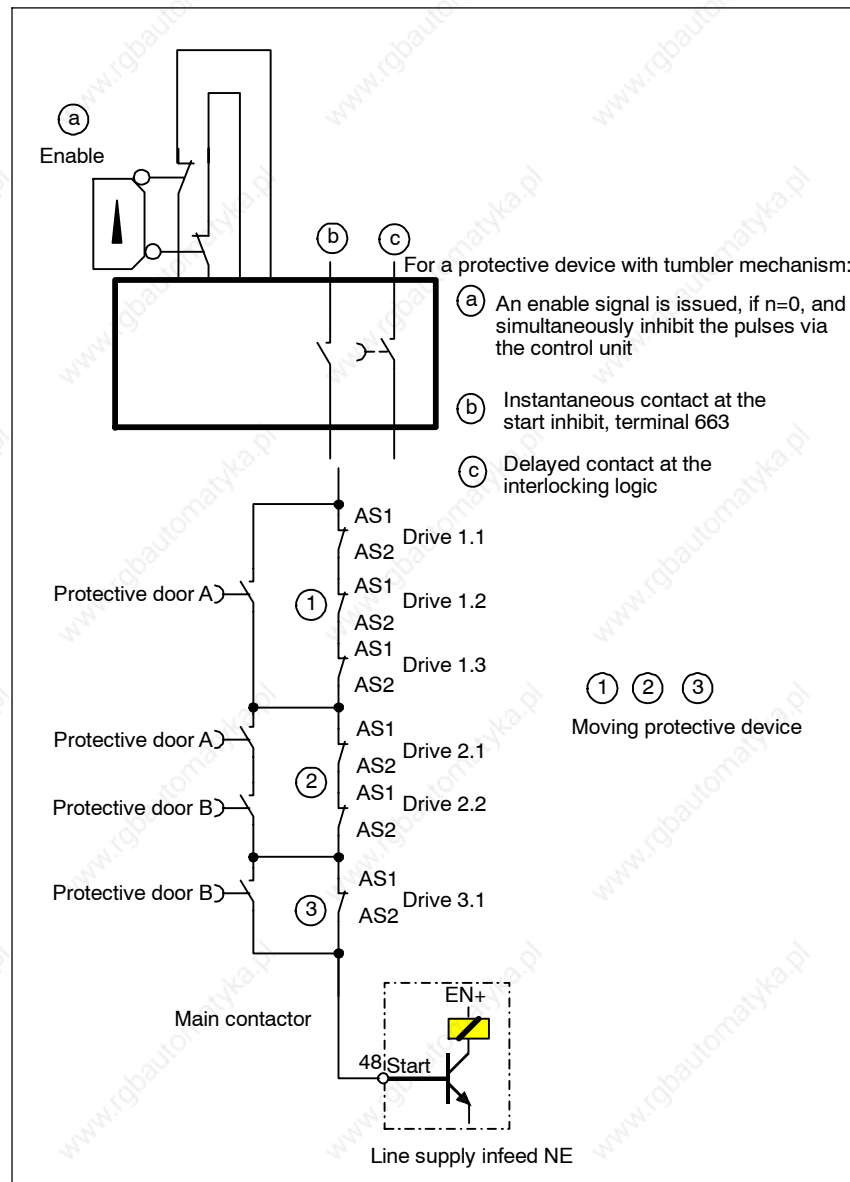 a
Enable
b
c
For a protective device with tumbler mechanism:
a An enable signal is issued, if n=0, and
simultaneously inhibit the pulses via
the control unit
b Instantaneous contact at the
start inhibit, terminal 663
c Delayed contact at the
interlocking logic
AS1
AS2
Drive 1.1
Protective door A
1
AS1
AS2
Drive 1.2
AS1
AS2
Drive 1.3
1 2 3
Moving protective device
Protective door A
AS1
AS2
Drive 2.1
2
Protective door B
AS1
AS2
Drive 2.2
Protective door B
3
AS1
AS2
Drive 3.1
Main contactor
EN+
48 Start
Line supply infeed NE
www.rgbautomatyka.pl